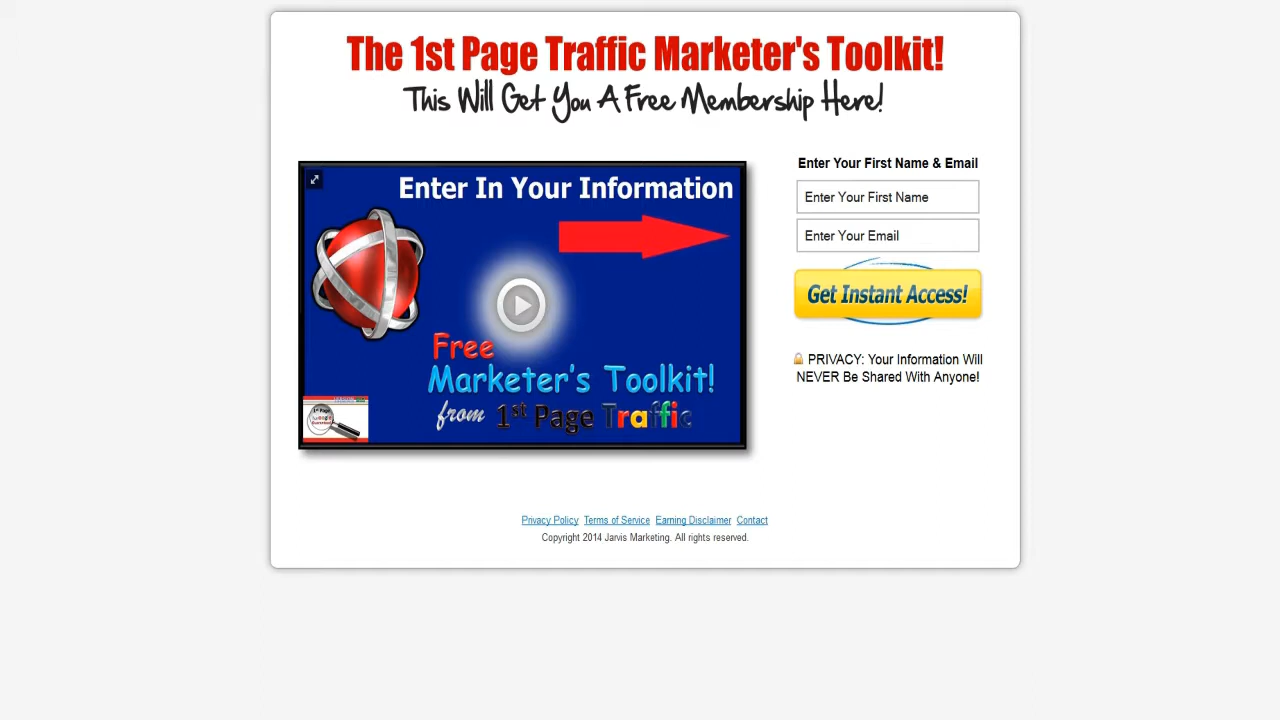 The 1st Page Traffic Marketer's Toolkit!
This Will Get You A Free Membership Here!
Enter In Your Information
Free
Marketer's Toolkit!
from 1st Page Traffic
1st Page
Enter Your First Name & Email
Enter Your First Name
Enter Your Email
Get Instant Access!
PRIVACY: Your Information Will
NEVER Be Shared With Anyone!
Privacy Policy Terms of Service Earning Disclaimer Contact
Copyright 2014 Jarvis Marketing. All rights reserved.